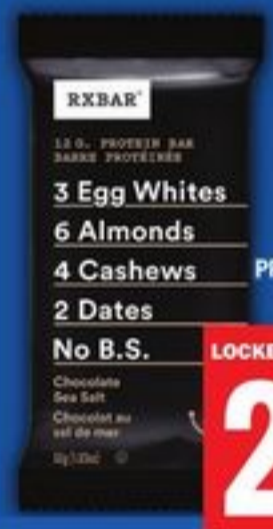 RXBAR
12 G. PROTEIN BAR
BARRE PROTÉINÉE
3 Egg Whites
6 Almonds
4 Cashews
2 Dates
No B.S.
Chocolate
Sea Salt
Chocolat au
sel de mer
LOCKE
2